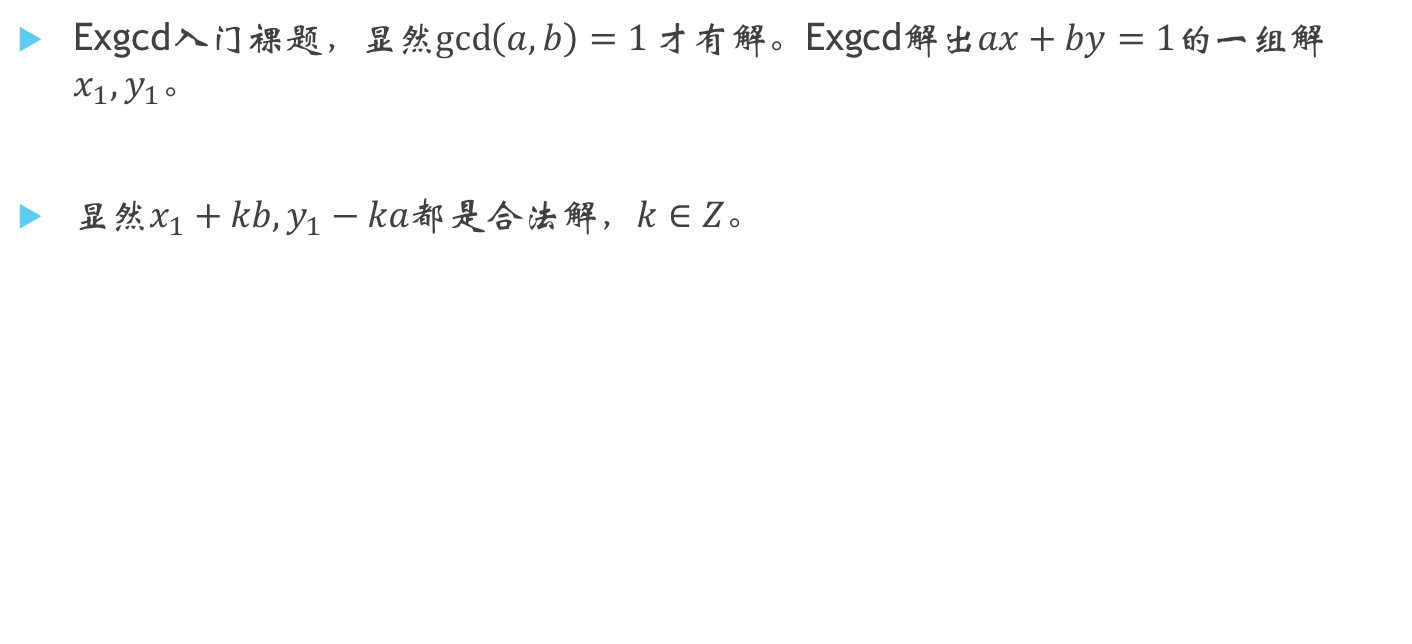 Exgcd入门裸题，显然gcd(a, b) = 1 才有解。Exgcd解出ax + by = 1的一组解
x₁, y₁。
显然x₁ + kb, y₁ − ka都是合法解，k ∈ Z。